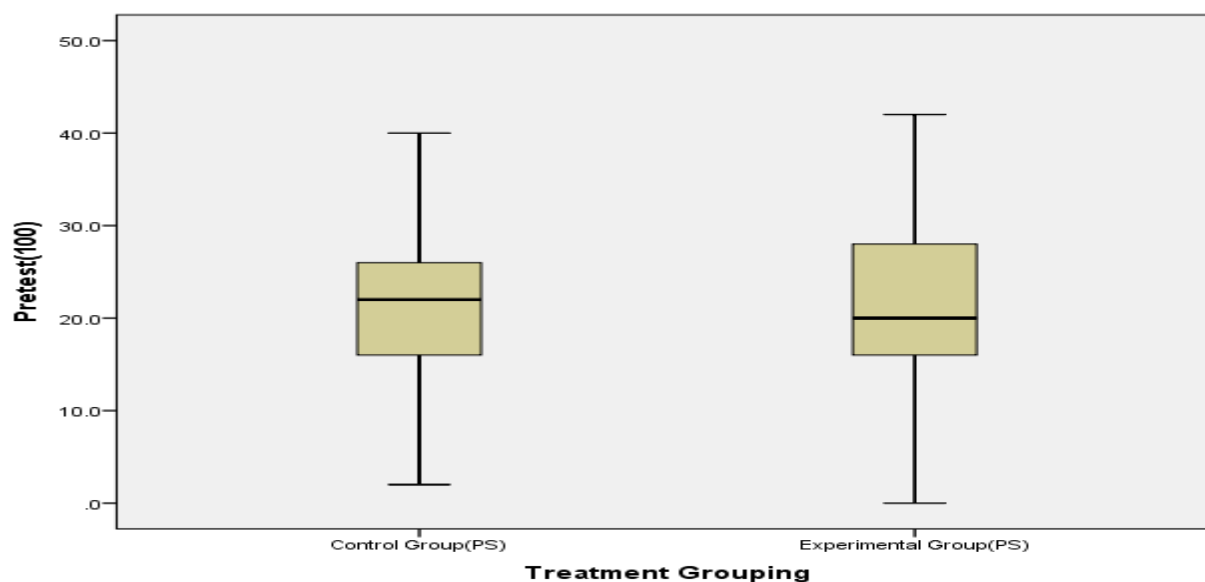 50.0
40.0
30.0
20.0
10.0
.0
Pretest(100)
Control Group(PS)
Experimental Group(PS)
Treatment Grouping